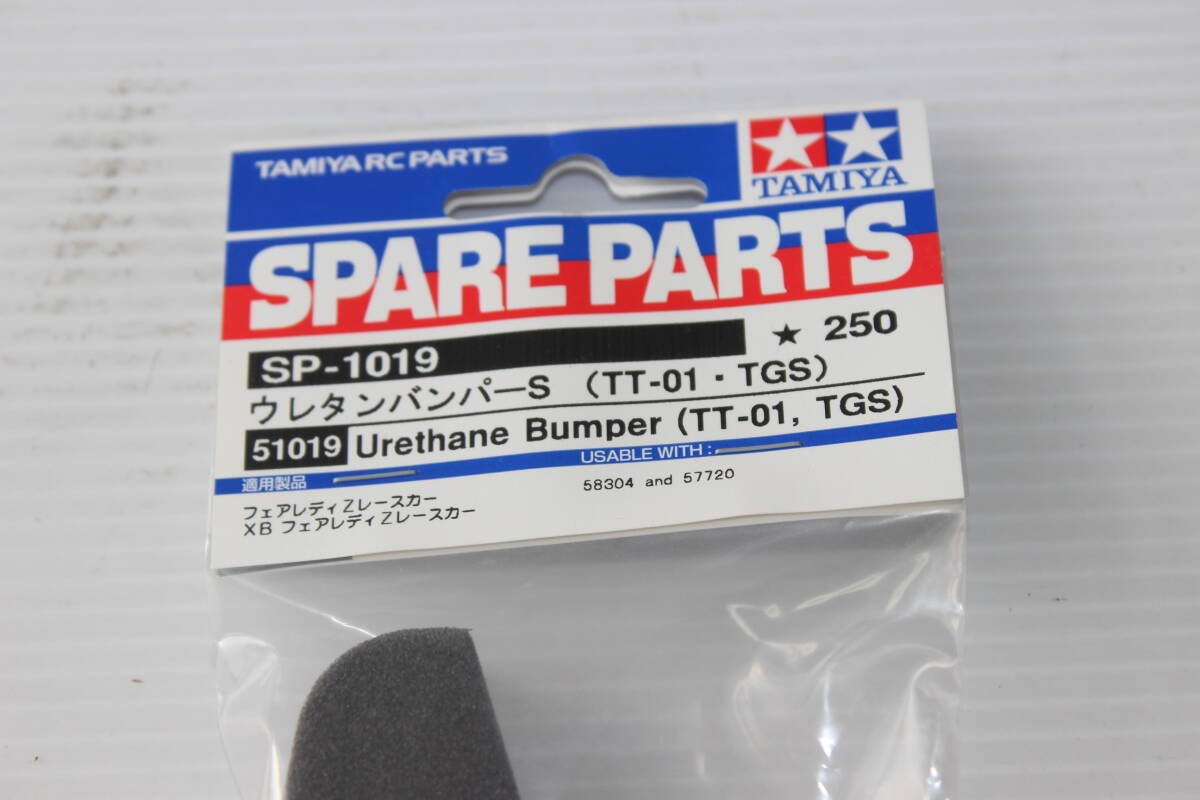 TAMIYA RC PARTS
TAMIYA
SPARE PARTS
SP-1019 ★ 250
ウレタンバンパーS （TT-01・TGS）
51019 Urethane Bumper (TT-01, TGS)
適用製品 USABLE WITH :
58304 and 57720
フェアレディZレースカー
XB フェアレディZレースカー